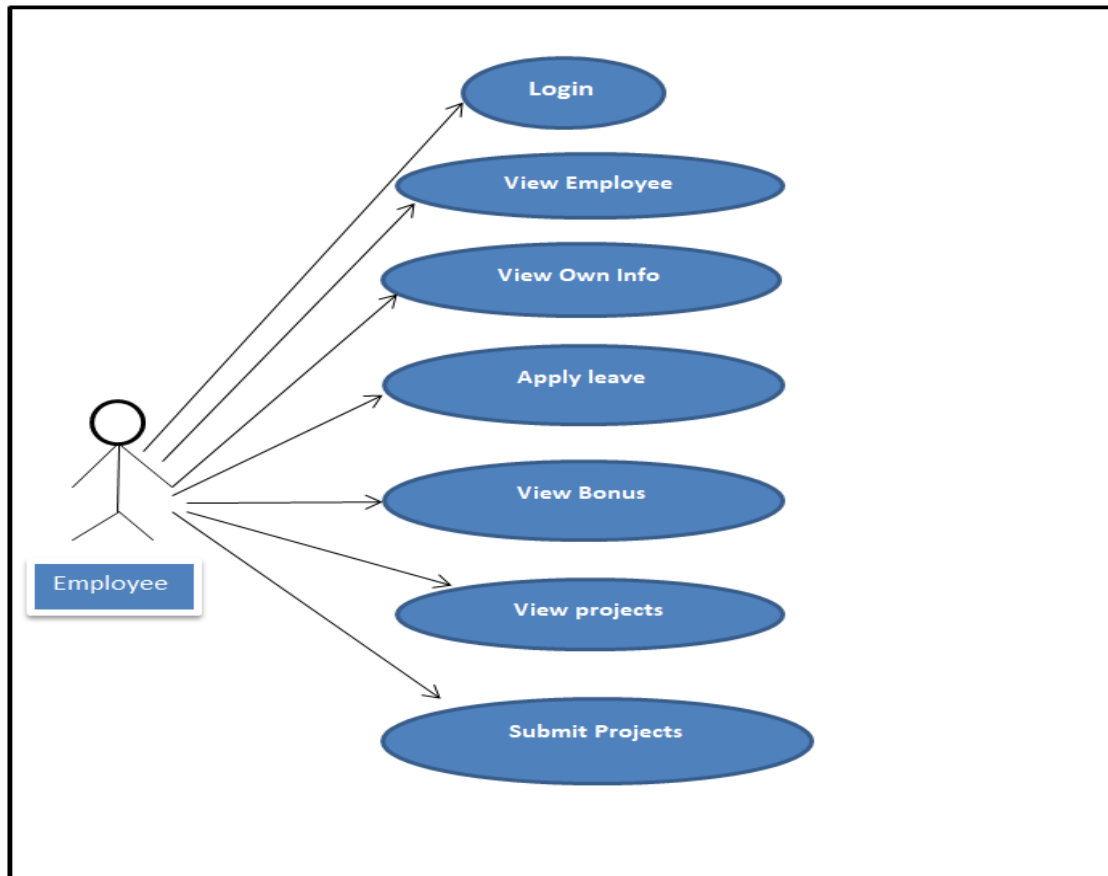 Login
View Employee
View Own Info
Apply leave
View Bonus
Employee
View projects
Submit Projects